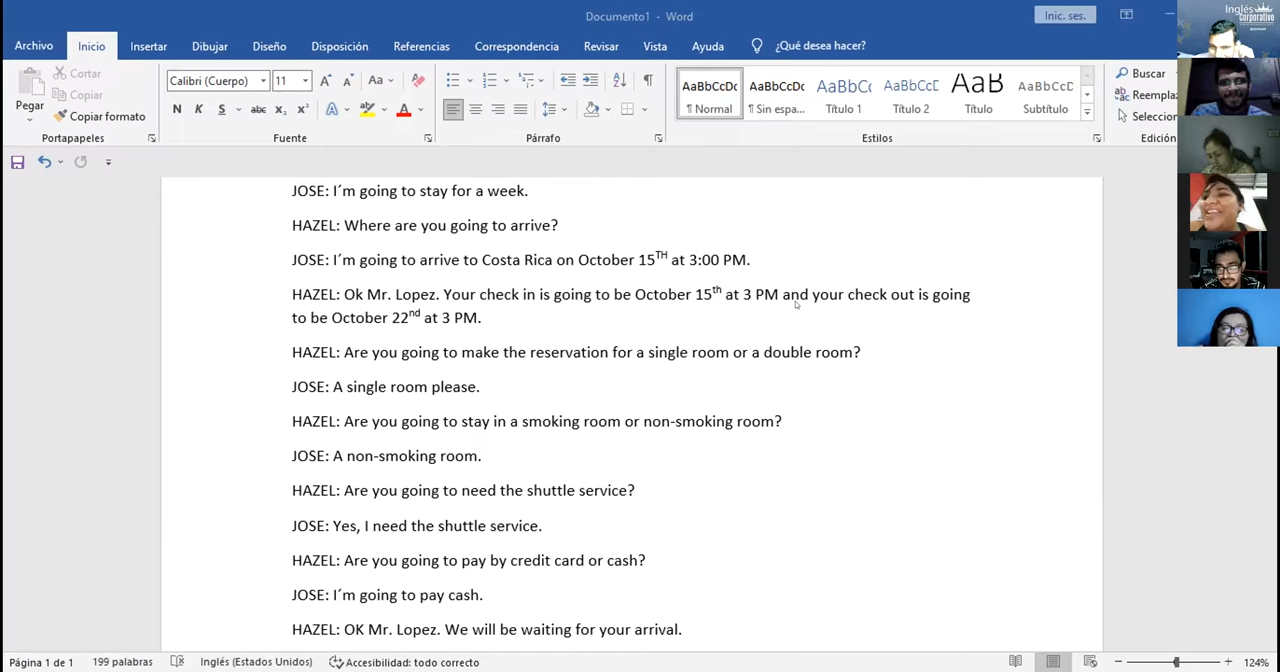 Documento1 - Word
Inic. ses.
Inglés
Corporativo
Archivo Inicio Insertar Dibujar Diseño Disposición Referencias Correspondencia Revisar Vista Ayuda ¿Qué desea hacer?
Pegar
Cortar
Copiar
Copiar formato
Portapapeles
Calibri (Cuerpo) 11
Fuente
Párrafo
AaBbCcDc AaBbCcDc AaBbCc AaBbCcD AaB AaBbCcD
¶ Normal ¶ Sin espa... Título 1 Título 2 Título Subtítulo
Estilos
Buscar
Reempla
Seleccior
Edición
JOSE: I´m going to stay for a week.
HAZEL: Where are you going to arrive?
JOSE: I´m going to arrive to Costa Rica on October 15TH at 3:00 PM.
HAZEL: Ok Mr. Lopez. Your check in is going to be October 15th at 3 PM and your check out is going
to be October 22nd at 3 PM.
HAZEL: Are you going to make the reservation for a single room or a double room?
JOSE: A single room please.
HAZEL: Are you going to stay in a smoking room or non-smoking room?
JOSE: A non-smoking room.
HAZEL: Are you going to need the shuttle service?
JOSE: Yes, I need the shuttle service.
HAZEL: Are you going to pay by credit card or cash?
JOSE: I´m going to pay cash.
HAZEL: OK Mr. Lopez. We will be waiting for your arrival.
Página 1 de 1 199 palabras Inglés (Estados Unidos) Accesibilidad: todo correcto 124%